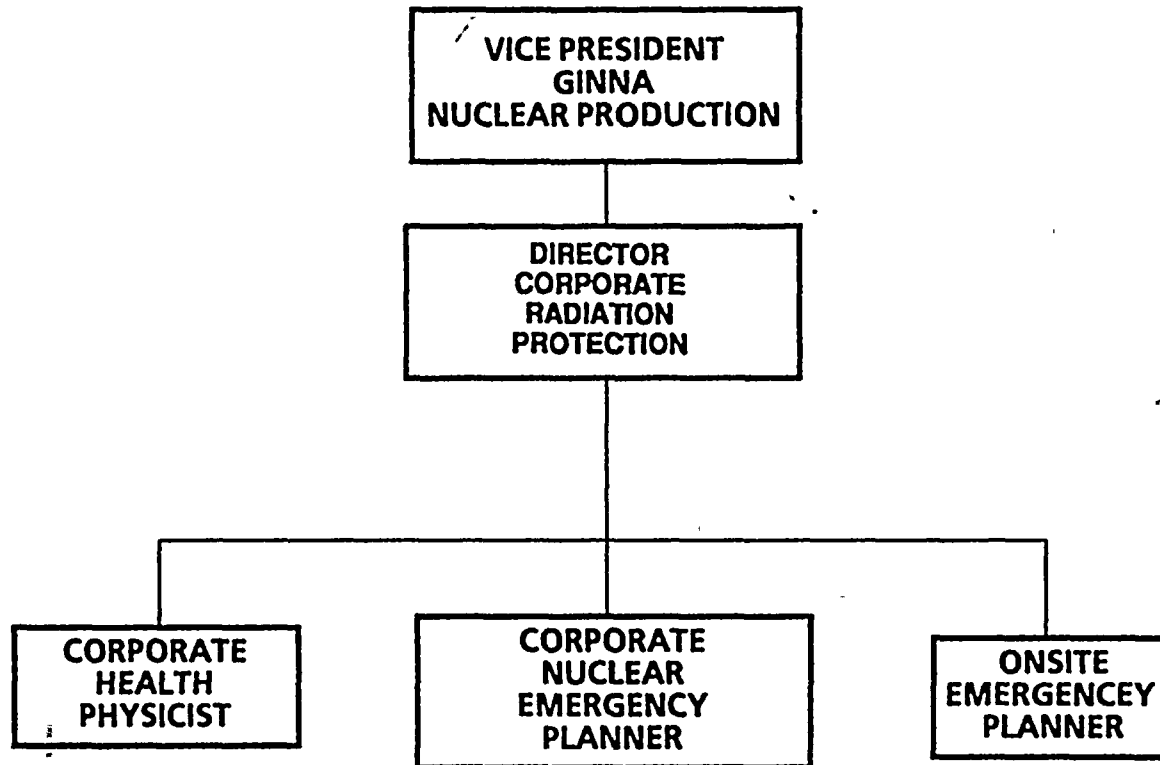 VICE PRESIDENT
GINNA
NUCLEAR PRODUCTION
DIRECTOR
CORPORATE
RADIATION
PROTECTION
CORPORATE
HEALTH
PHYSICIST
CORPORATE
NUCLEAR
EMERGENCY
PLANNER
ONSITE
EMERGENCEY
PLANNER